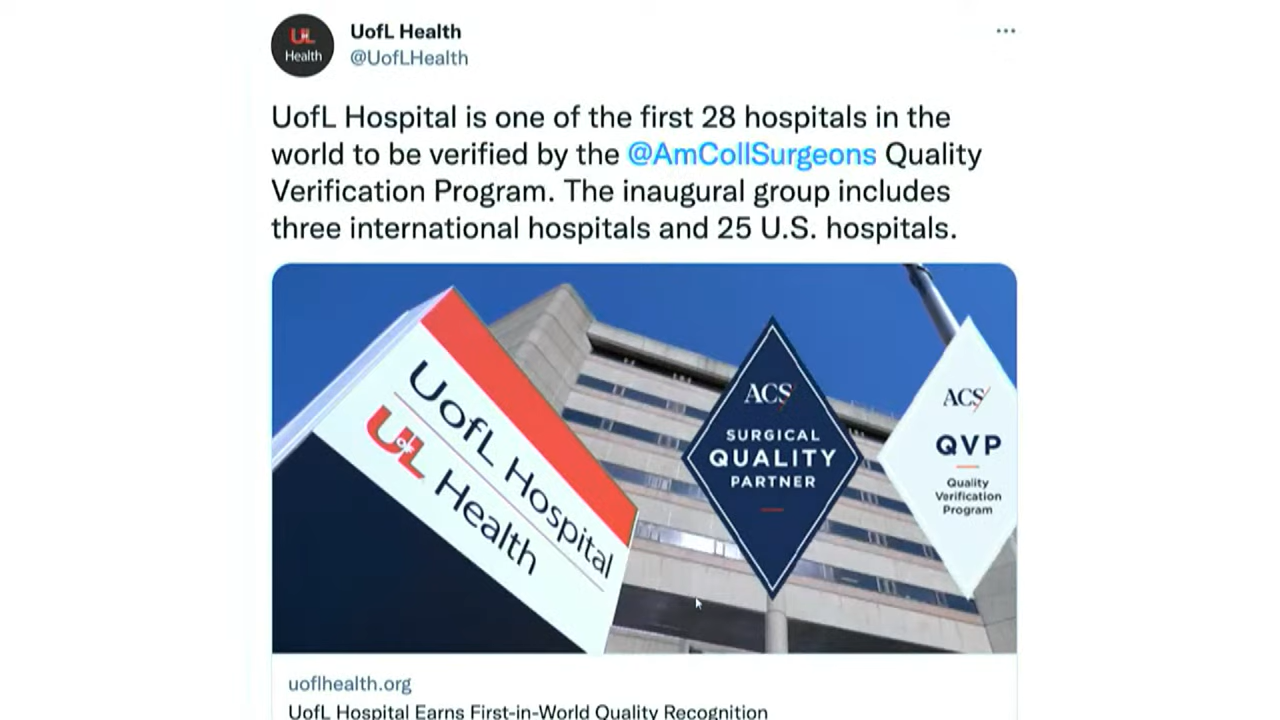 UL
Health
UofL Health
@UofLHealth
UofL Hospital is one of the first 28 hospitals in the
world to be verified by the @AmCollSurgeons Quality
Verification Program. The inaugural group includes
three international hospitals and 25 U.S. hospitals.
UofL Hospital
UofL Health
ACS
SURGICAL
QUALITY
PARTNER
ACS
QVP
Quality
Verification
Program
uoflhealth.org
UofL Hospital Earns First-in-World Quality Recognition